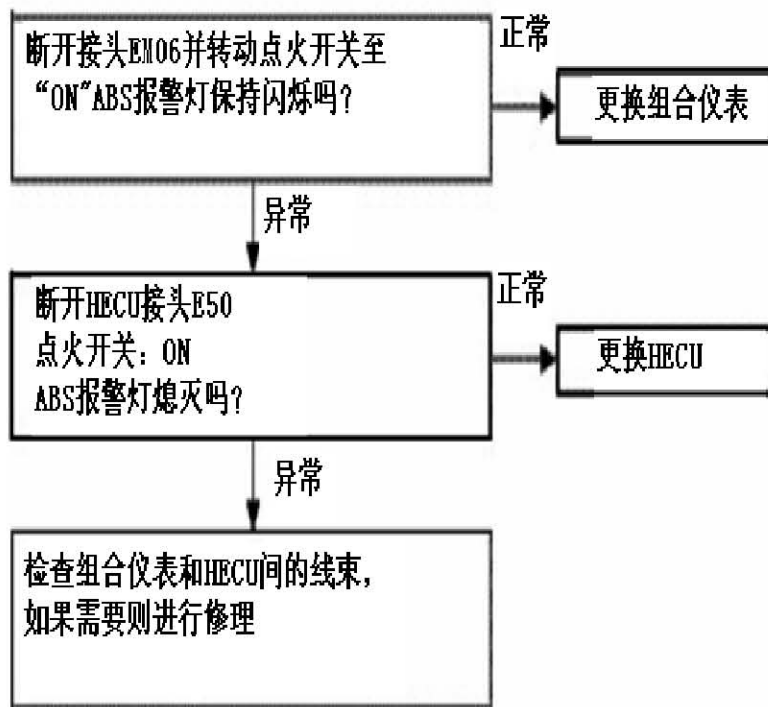 断开接头EM06并转动点火开关至
“ON”ABS报警灯保持闪烁吗？
正常
更换组合仪表
异常
断开HECU接头E50
点火开关：ON
ABS报警灯熄灭吗？
正常
更换HECU
异常
检查组合仪表和HECU间的线束，
如果需要则进行修理